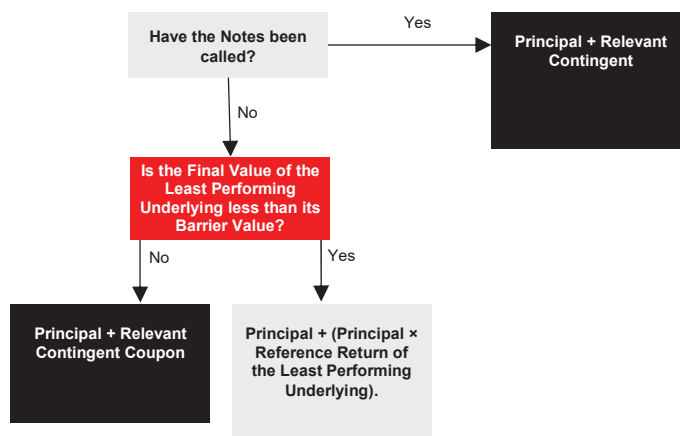 Have the Notes been
called?
Yes
Principal + Relevant
Contingent
No
Is the Final Value of the
Least Performing
Underlying less than its
Barrier Value?
No
Yes
Principal + Relevant
Contingent Coupon
Principal + (Principal ×
Reference Return of
the Least Performing
Underlying).